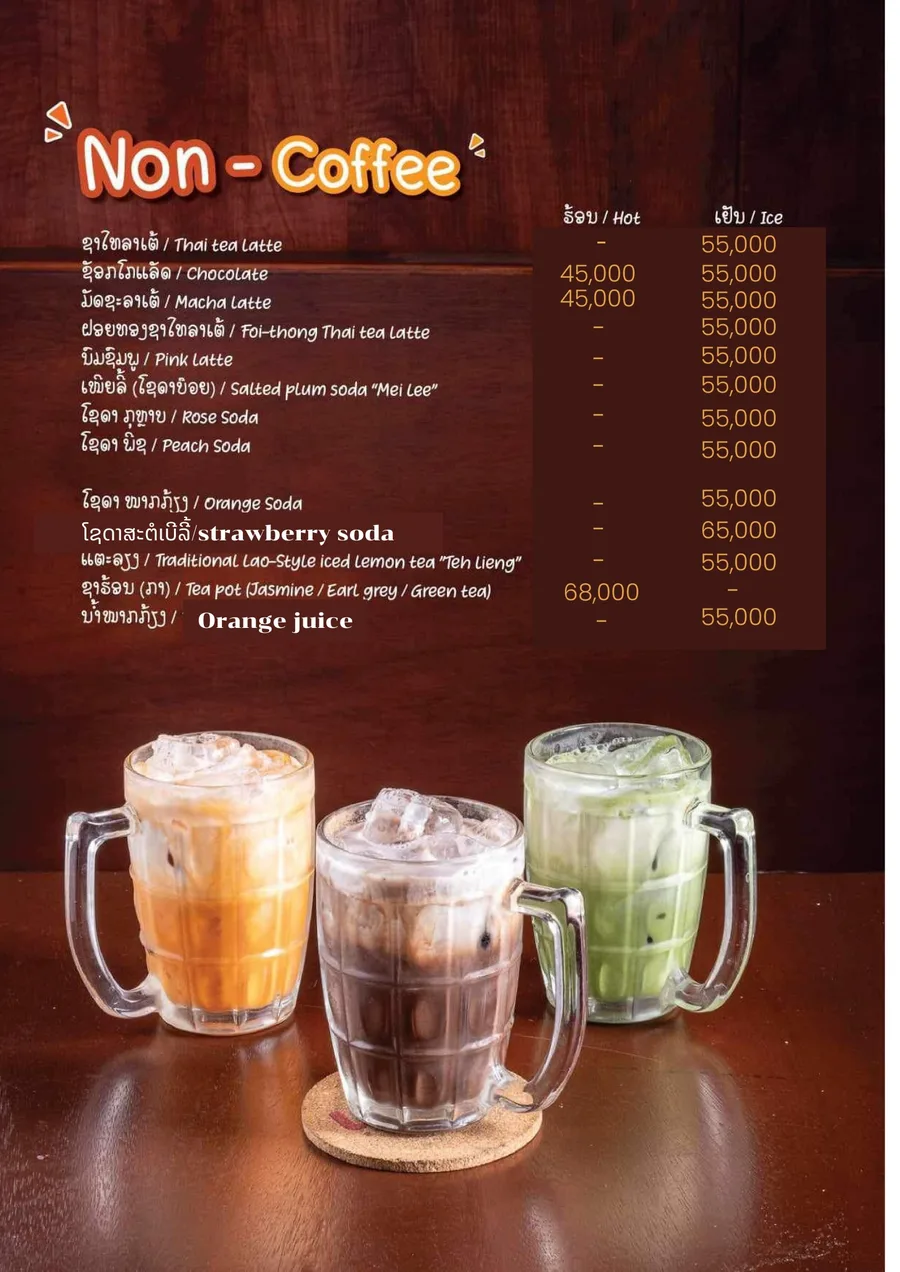 Non - Coffee
ຮ້ອນ / Hot ເຢັນ / Ice
ຊາໄທລາເຕ້ / Thai tea latte - 55,000
ຊັອກໂກແລັດ / Chocolate 45,000 55,000
ມັດຊະລາເຕ້ / Macha latte 45,000 55,000
ຝອຍທອງຊາໄທລາເຕ້ / Foi-thong Thai tea latte - 55,000
ນົມຊົມພູ / Pink latte - 55,000
ເໝີຍລີ້ (ໂຊດາບ໊ອຍ) / Salted plum soda "Mei Lee" - 55,000
ໂຊດາ ກຸຫຼາບ / Rose Soda - 55,000
ໂຊດາ ພີຊ / Peach Soda - 55,000
ໂຊດາ ໝາກກ້ຽງ / Orange Soda - 55,000
ໂຊດາສະຕໍເບີລີ້/strawberry soda - 65,000
ແຕະລຽງ / Traditional Lao-Style iced lemon tea "Teh lieng" - 55,000
ຊາຮ້ອນ (ກາ) / Tea pot (Jasmine / Earl grey / Green tea) 68,000 -
ນ້ຳໝາກກ້ຽງ / Orange juice - 55,000